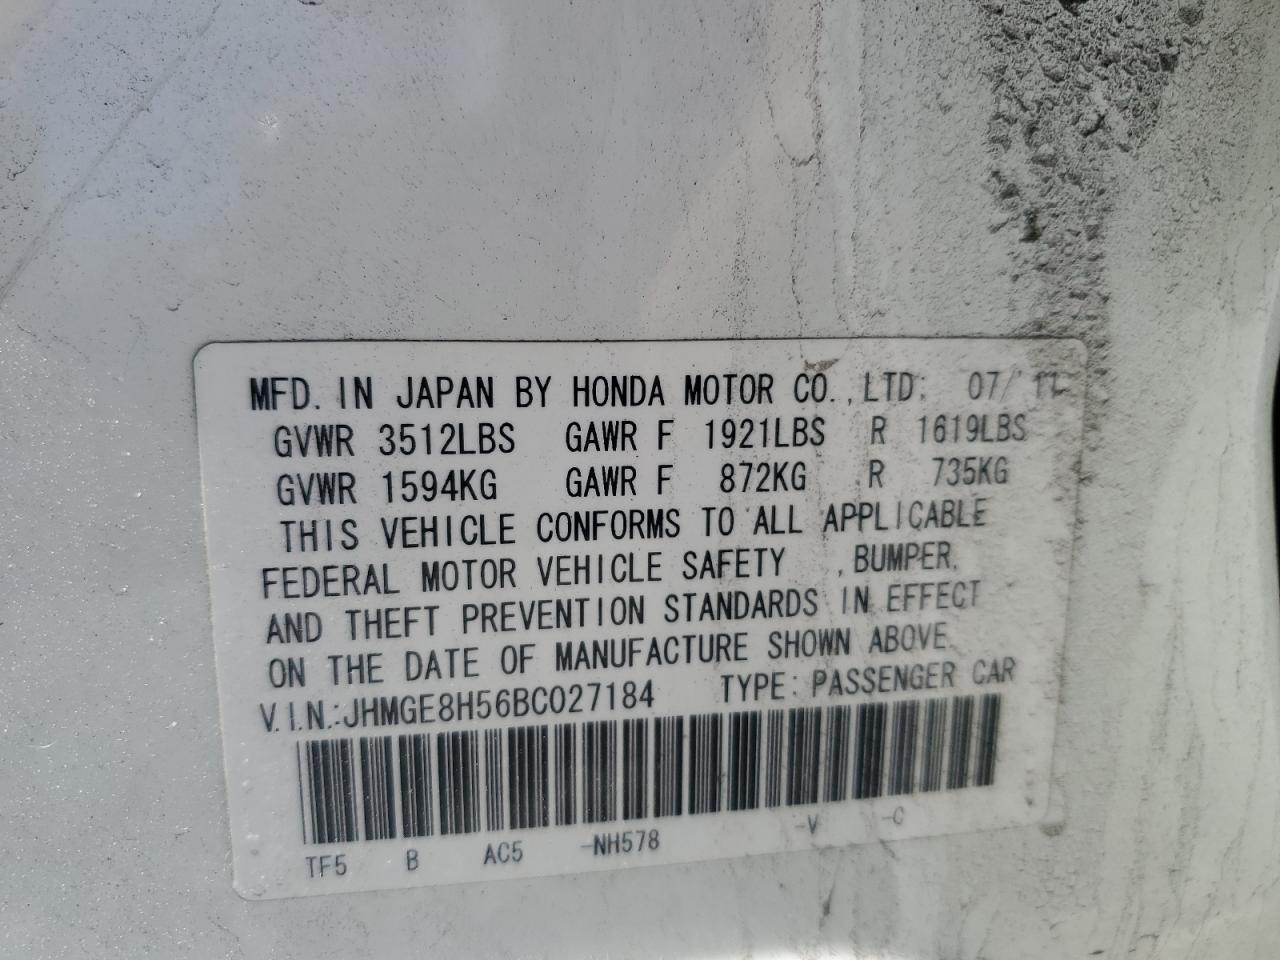 MFD. IN JAPAN BY HONDA MOTOR CO., LTD: 07/11
GVWR 3512LBS GAWR F 1921LBS R 1619LBS
GVWR 1594KG GAWR F 872KG R 735KG
THIS VEHICLE CONFORMS TO ALL APPLICABLE
FEDERAL MOTOR VEHICLE SAFETY , BUMPER,
AND THEFT PREVENTION STANDARDS IN EFFECT
ON THE DATE OF MANUFACTURE SHOWN ABOVE.
V.I.N.:JHMGE8H56BC027184 TYPE: PASSENGER CAR
TF5 B AC5 -NH578 -V -C